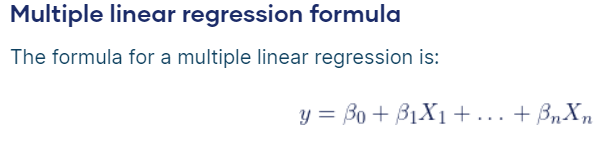 Multiple linear regression formula
The formula for a multiple linear regression is:
y = β₀ + β₁X₁ + . . . + βₙXₙ